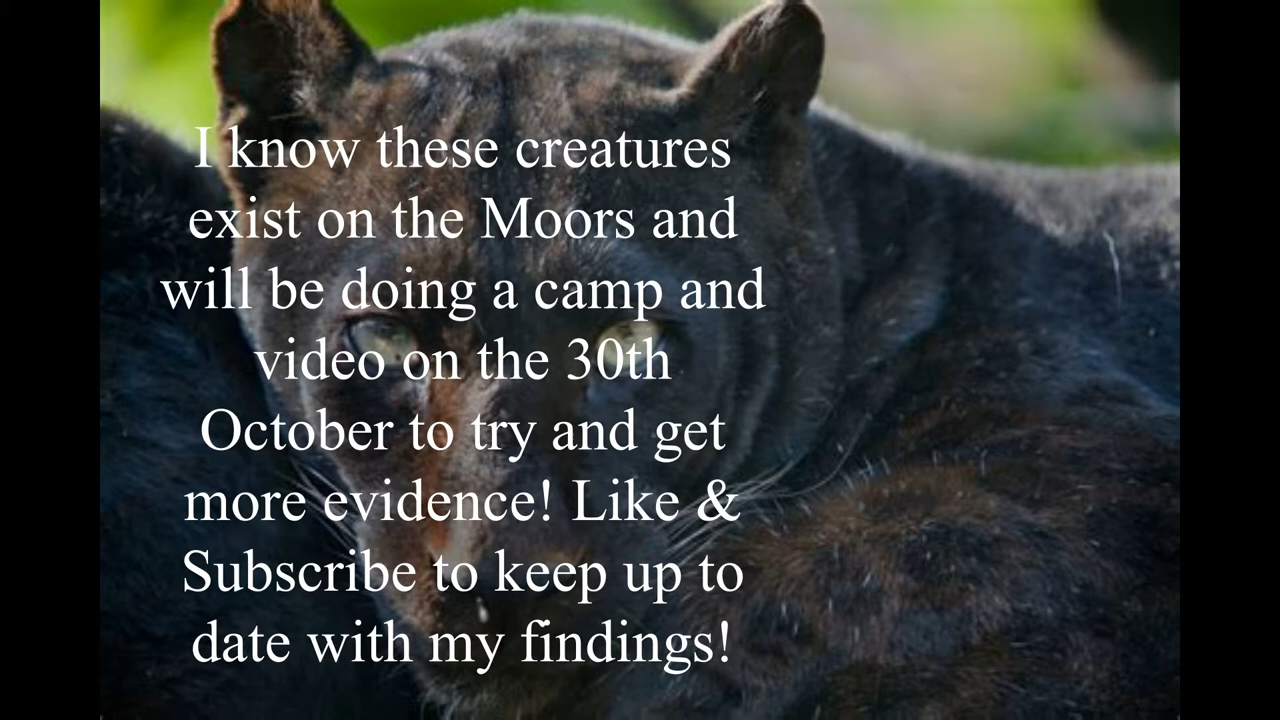 I know these creatures
exist on the Moors and
will be doing a camp and
video on the 30th
October to try and get
more evidence! Like &
Subscribe to keep up to
date with my findings!